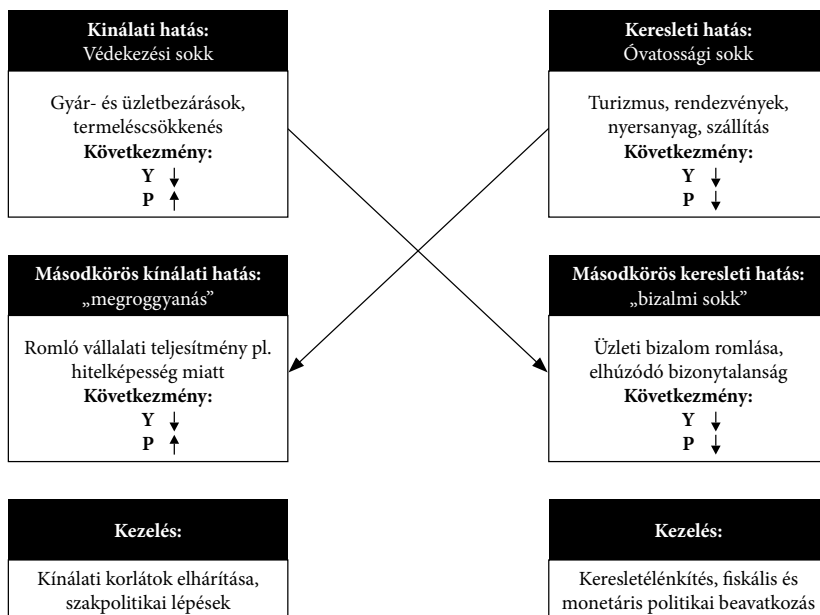 Kinálati hatás:
Védekezési sokk
Gyár- és üzletbezárások,
terméléscsökkenés
Következmény:
Y ↓
P ↑
Keresleti hatás:
Óvatossági sokk
Turizmus, rendezvények,
nyersanyag, szállítás
Következmény:
Y ↓
P ↓
Másodkörös kínálati hatás:
„megroggyanás”
Romló vállalati teljesítmény pl.
hitelképesség miatt
Következmény:
Y ↓
P ↑
Másodkörös keresleti hatás:
„bizalmi sokk”
Üzleti bizalom romlása,
elhúzódó bizonytalanság
Következmény:
Y ↓
P ↓
Kezelés:
Kínálati korlátok elhárítása,
szakpolitikai lépések
Kezelés:
Keresletélénkítés, fiskális és
monetáris politikai beavatkozás